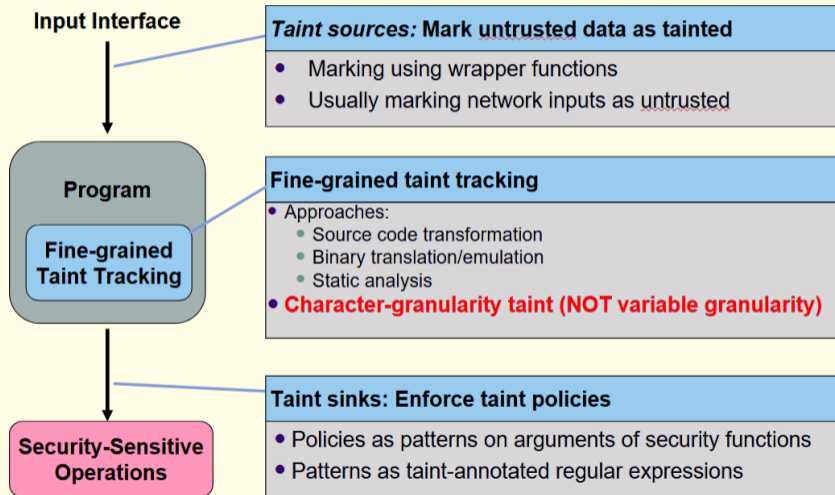 Input Interface
Taint sources: Mark untrusted data as tainted
Marking using wrapper functions
Usually marking network inputs as untrusted
Program
Fine-grained
Taint Tracking
Fine-grained taint tracking
Approaches:
Source code transformation
Binary translation/emulation
Static analysis
Character-granularity taint (NOT variable granularity)
Security-Sensitive
Operations
Taint sinks: Enforce taint policies
Policies as patterns on arguments of security functions
Patterns as taint-annotated regular expressions